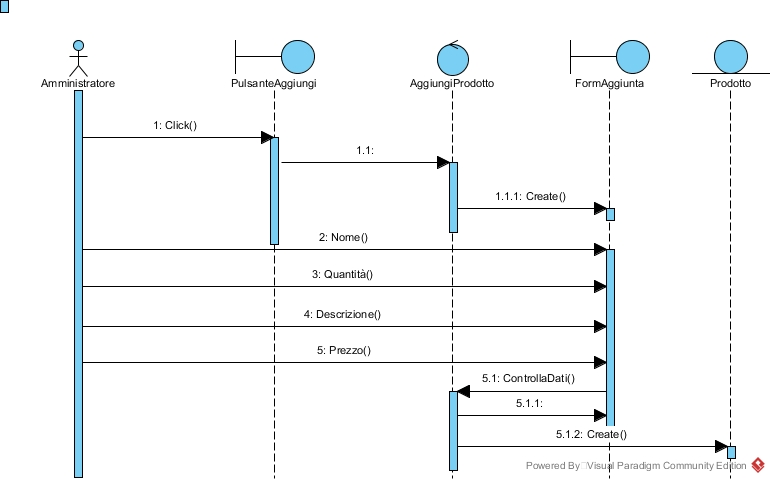 Amministratore
PulsanteAggiungi
AggiungiProdotto
FormAggiunta
Prodotto
1: Click()
1.1:
1.1.1: Create()
2: Nome()
3: Quantità()
4: Descrizione()
5: Prezzo()
5.1: ControllaDati()
5.1.1:
5.1.2: Create()
Powered By Visual Paradigm Community Edition